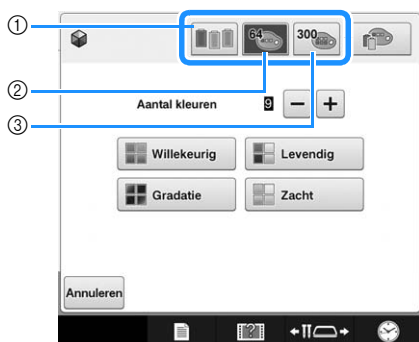 ①
64
300
②
③
Aantal kleuren 9 − +
Willekeurig Levendig
Gradatie Zacht
Annuleren